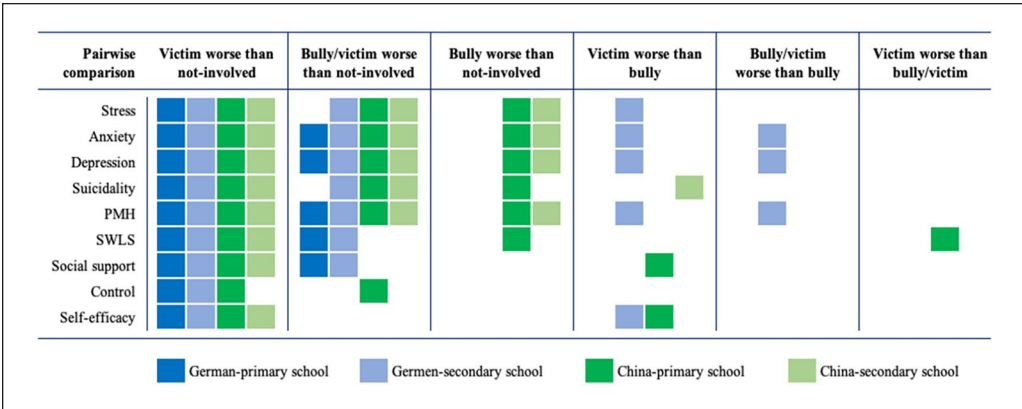 Pairwise comparison
Victim worse than not-involved
Bully/victim worse than not-involved
Bully worse than not-involved
Victim worse than bully
Bully/victim worse than bully
Victim worse than bully/victim
Stress
Anxiety
Depression
Suicidality
PMH
SWLS
Social support
Control
Self-efficacy
German-primary school
Germen-secondary school
China-primary school
China-secondary school